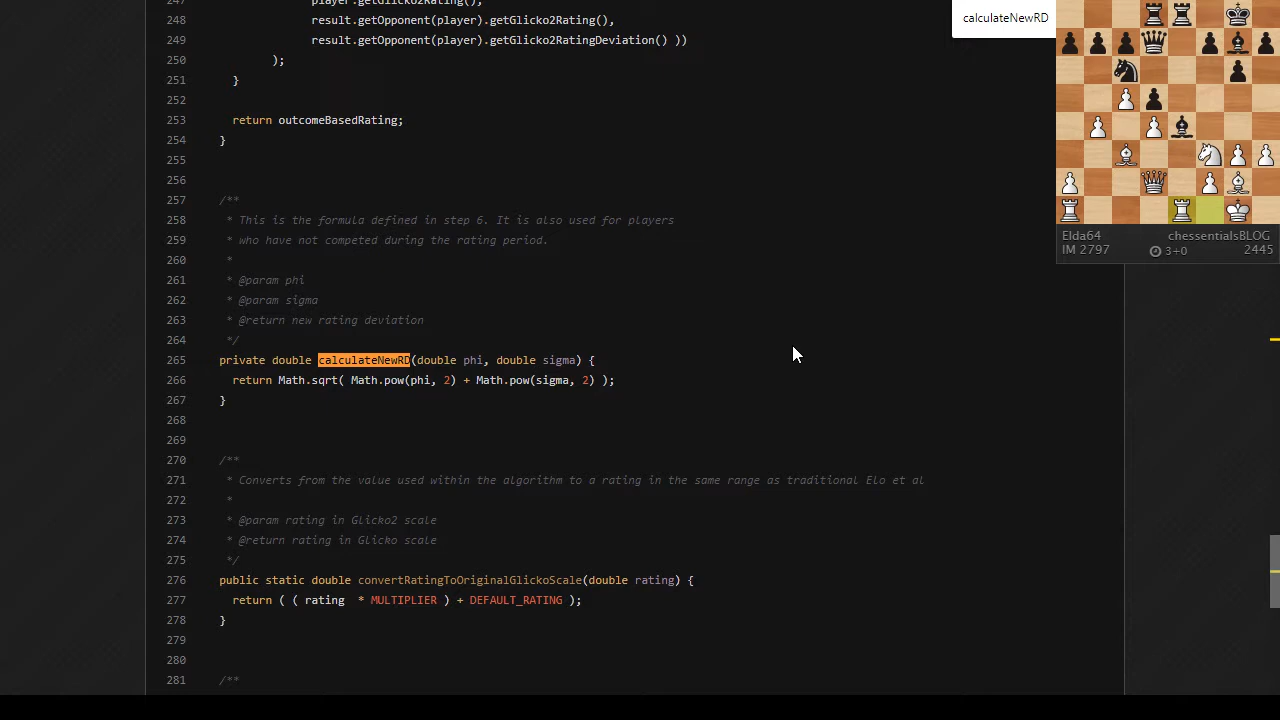 247 player.getGlicko2Rating(),
248 result.getOpponent(player).getGlicko2Rating(),
249 result.getOpponent(player).getGlicko2RatingDeviation() ))
250 );
251 }
252
253 return outcomeBasedRating;
254 }
255
256
257 /**
258 * This is the formula defined in step 6. It is also used for players
259 * who have not competed during the rating period.
260 *
261 * @param phi
262 * @param sigma
263 * @return new rating deviation
264 */
265 private double calculateNewRD(double phi, double sigma) {
266 return Math.sqrt( Math.pow(phi, 2) + Math.pow(sigma, 2) );
267 }
268
269
270 /**
271 * Converts from the value used within the algorithm to a rating in the same range as traditional Elo et al
272 *
273 * @param rating in Glicko2 scale
274 * @return rating in Glicko scale
275 */
276 public static double convertRatingToOriginalGlickoScale(double rating) {
277 return ( ( rating * MULTIPLIER ) + DEFAULT_RATING );
278 }
279
280
281 /**
calculateNewRD
Elda64 chessentialsBLOG
IM 2797 3+0 2445